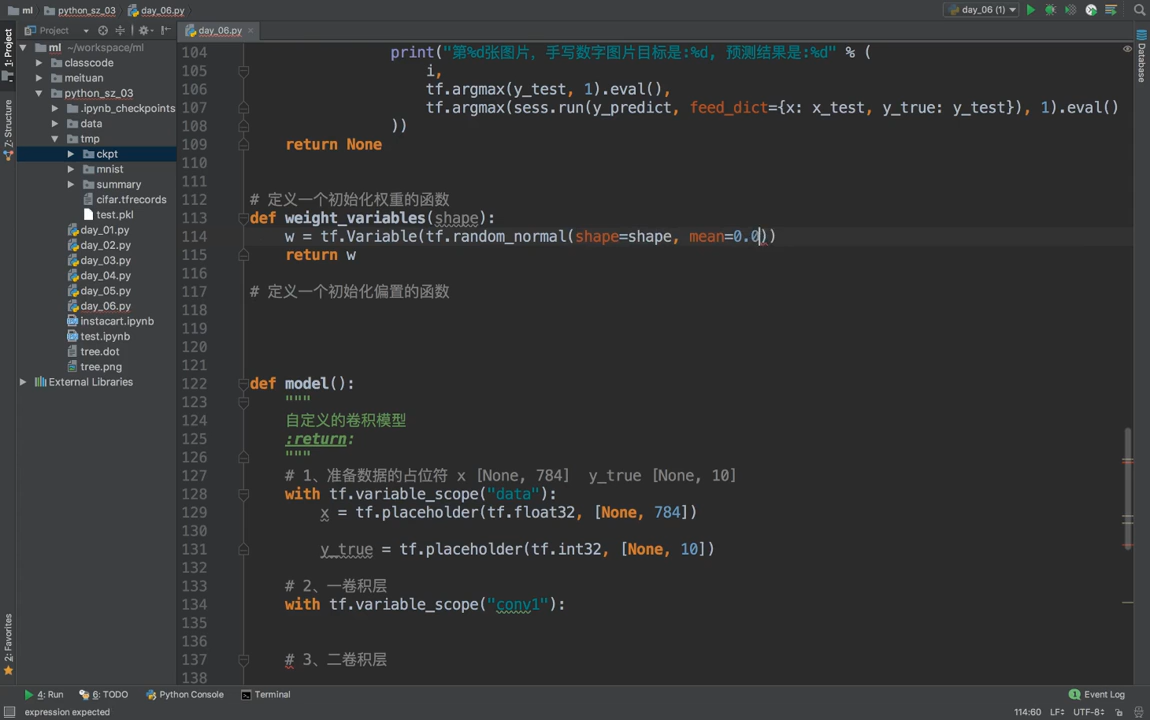 ml python_sz_03 day_06.py
day_06 (1)
Project
day_06.py
ml ~/workspace/ml
classcode
meituan
python_sz_03
.ipynb_checkpoints
data
tmp
ckpt
mnist
summary
cifar.tfrecords
test.pkl
day_01.py
day_02.py
day_03.py
day_04.py
day_05.py
day_06.py
instacart.ipynb
test.ipynb
tree.dot
tree.png
External Libraries
1: Project
7: Structure
2: Favorites
Database
104 print("第%d张图片, 手写数字图片目标是:%d, 预测结果是:%d" % (
105 i,
106 tf.argmax(y_test, 1).eval(),
107 tf.argmax(sess.run(y_predict, feed_dict={x: x_test, y_true: y_test}), 1).eval()
108 ))
109 return None
110
111
112 # 定义一个初始化权重的函数
113 def weight_variables(shape):
114 w = tf.Variable(tf.random_normal(shape=shape, mean=0.0))
115 return w
116
117 # 定义一个初始化偏置的函数
118
119
120
121
122 def model():
123 """
124 自定义的卷积模型
125 :return:
126 """
127 # 1、准备数据的占位符 x [None, 784] y_true [None, 10]
128 with tf.variable_scope("data"):
129 x = tf.placeholder(tf.float32, [None, 784])
130
131 y_true = tf.placeholder(tf.int32, [None, 10])
132
133 # 2、一卷积层
134 with tf.variable_scope("conv1"):
135
136
137 # 3、二卷积层
138
4: Run 6: TODO Python Console Terminal Event Log
expression expected 114:60 LF÷ UTF-8÷